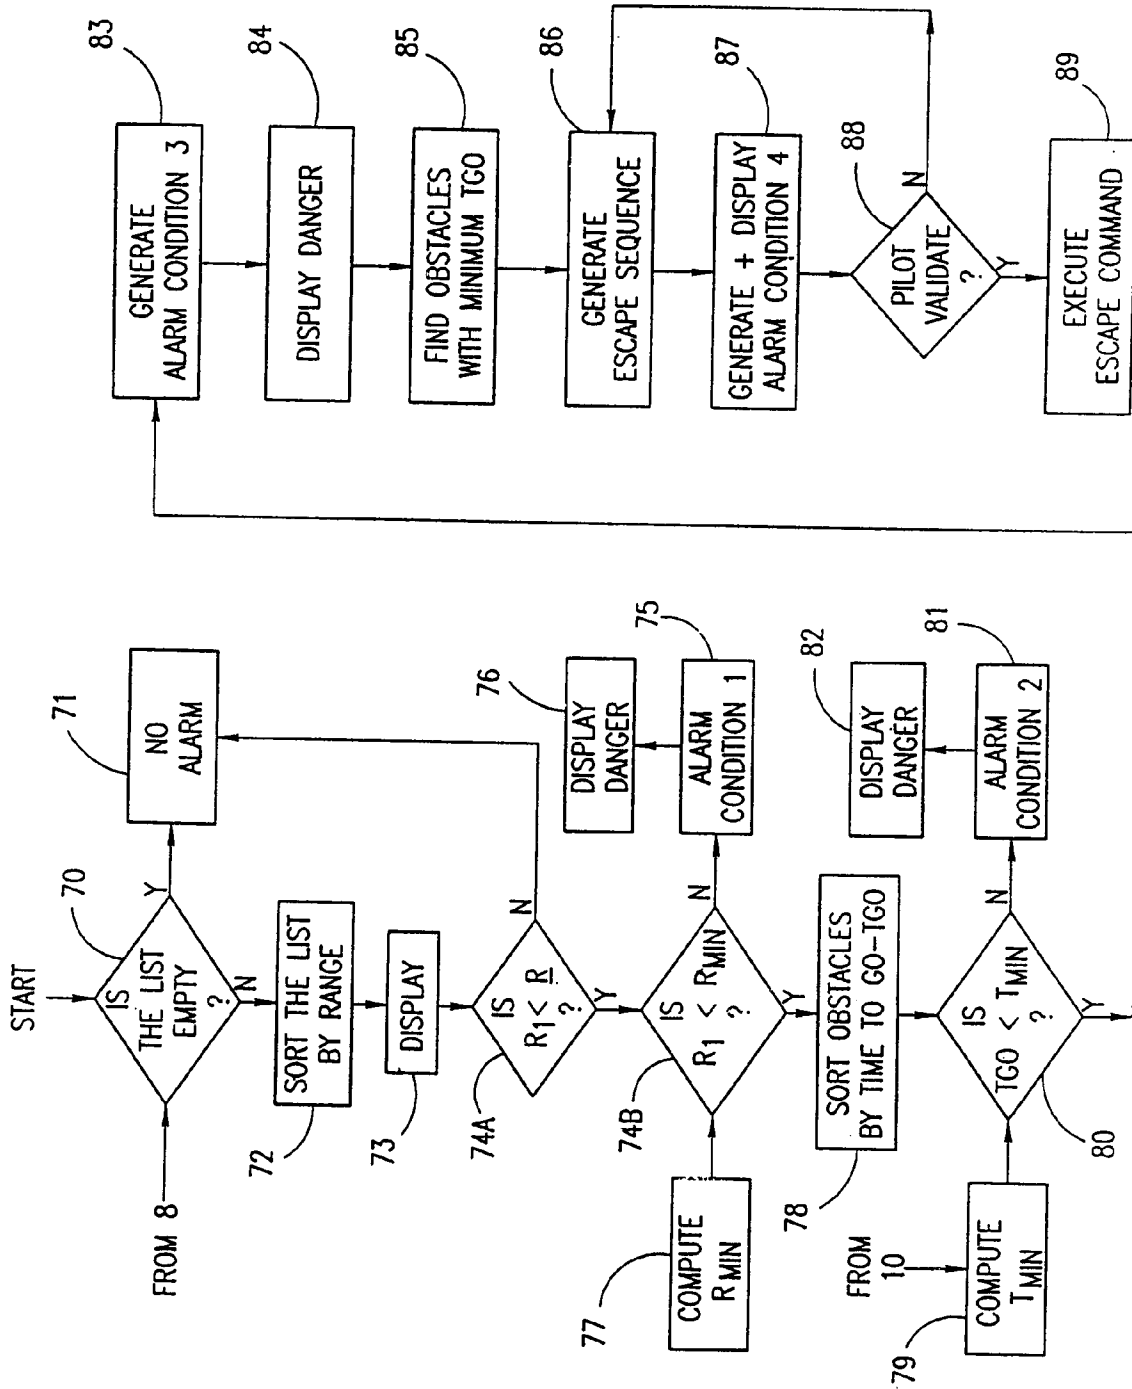 START
70
IS
THE LIST
EMPTY
?
Y
N
FROM 8
71
NO
ALARM
72
SORT THE LIST
BY RANGE
73
DISPLAY
74A
IS
R1 < R
?
N
Y
74B
IS
R1 < RMIN
?
N
Y
77
COMPUTE
RMIN
75
ALARM
CONDITION 1
76
DISPLAY
DANGER
78
SORT OBSTACLES
BY TIME TO GO-TGO
FROM
10
79
COMPUTE
TMIN
80
IS
TGO < TMIN
?
N
Y
81
ALARM
CONDITION 2
82
DISPLAY
DANGER
83
GENERATE
ALARM CONDITION 3
84
DISPLAY DANGER
85
FIND OBSTACLES
WITH MINIMUM TGO
86
GENERATE
ESCAPE SEQUENCE
87
GENERATE + DISPLAY
ALARM CONDITION 4
88
PILOT
VALIDATE
?
N
Y
89
EXECUTE
ESCAPE COMMAND